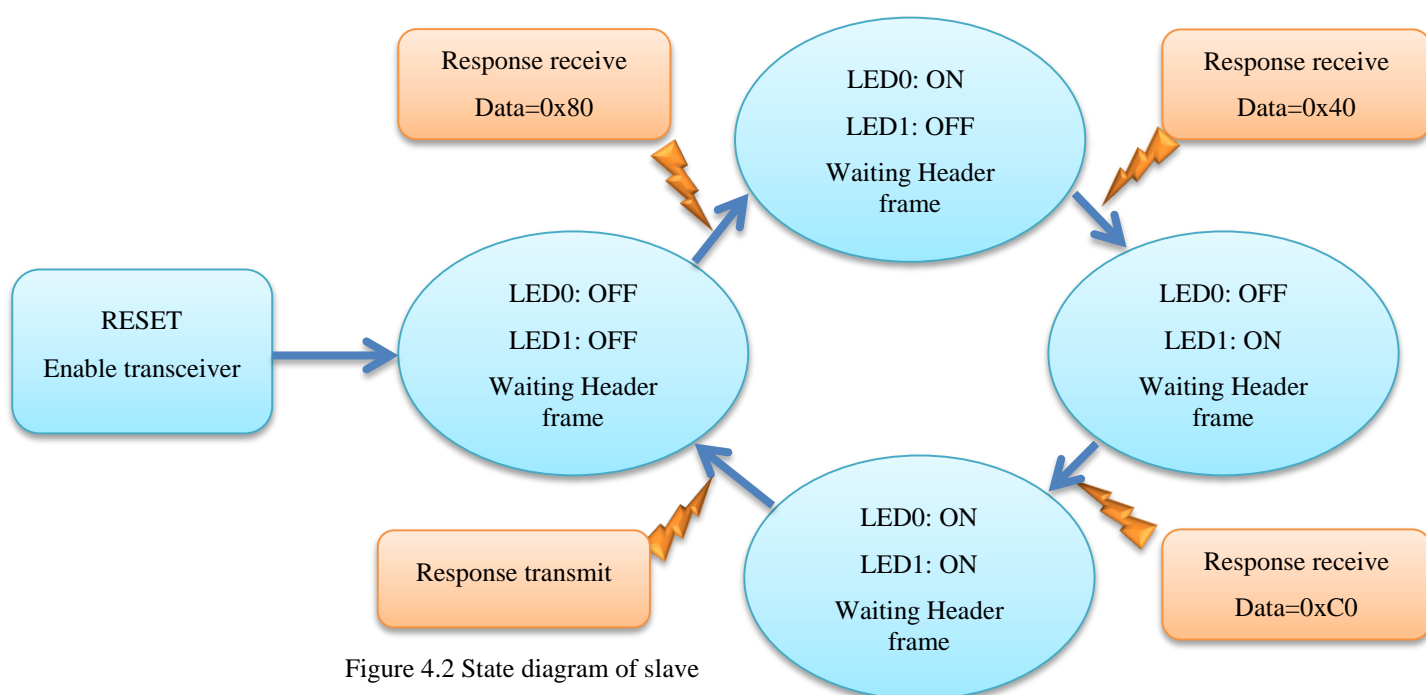 Response receive
Data=0x80
LED0: ON
LED1: OFF
Waiting Header
frame
Response receive
Data=0x40
RESET
Enable transceiver
LED0: OFF
LED1: OFF
Waiting Header
frame
LED0: OFF
LED1: ON
Waiting Header
frame
Response transmit
LED0: ON
LED1: ON
Waiting Header
frame
Response receive
Data=0xC0
Figure 4.2 State diagram of slave